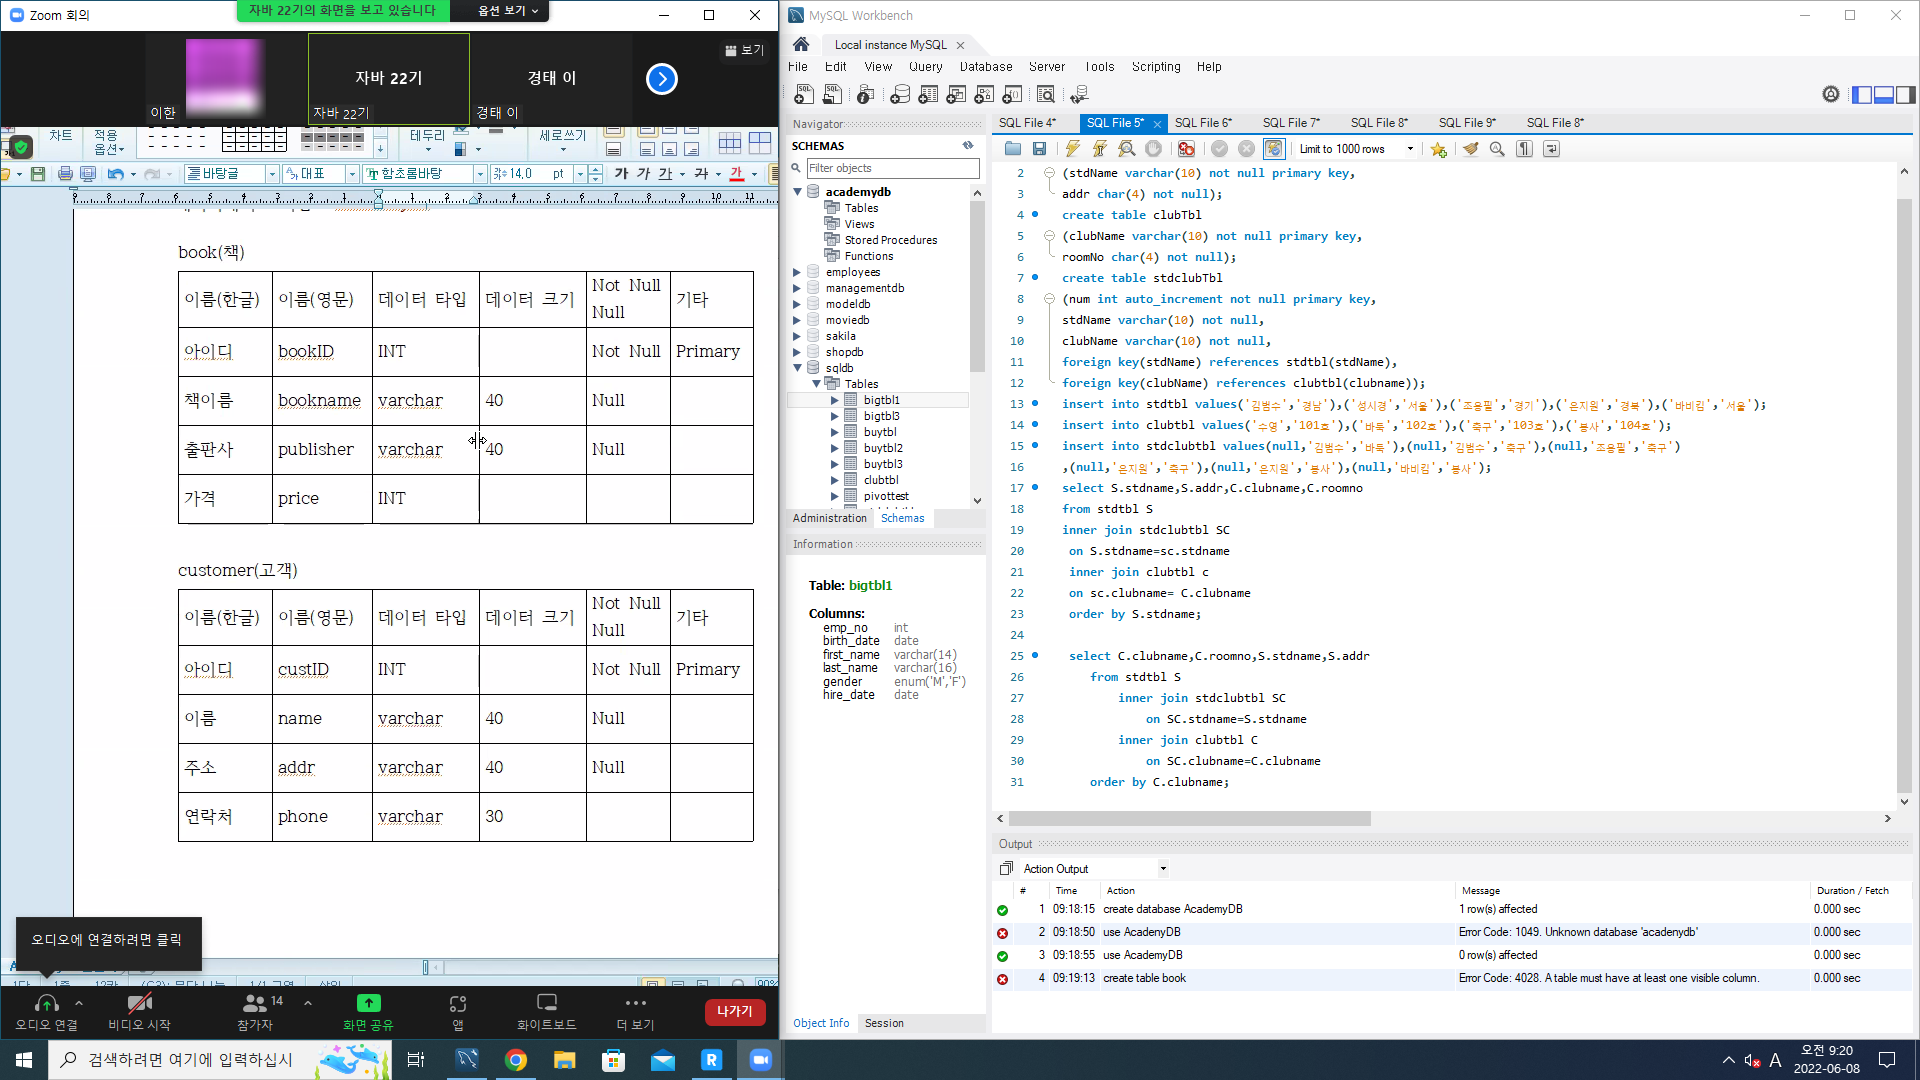 Zoom 회의
자바 22기의 화면을 보고 있습니다
옵션 보기
이한
자바 22기
자바 22기
경태 이
경태 이
보기
차트
적용
옵션
테두리
세로쓰기
바탕글
대표
함초롬바탕
14.0 pt
book(책)
이름(한글) 이름(영문) 데이터 타입 데이터 크기 Not Null Null 기타
아이디 bookID INT Not Null Primary
책이름 bookname varchar 40 Null
출판사 publisher varchar 40 Null
가격 price INT
customer(고객)
이름(한글) 이름(영문) 데이터 타입 데이터 크기 Not Null Null 기타
아이디 custID INT Not Null Primary
이름 name varchar 40 Null
주소 addr varchar 40 Null
연락처 phone varchar 30
오디오에 연결하려면 클릭
오디오 연결
비디오 시작
14
참가자
화면 공유
앱
화이트보드
더 보기
나가기
MySQL Workbench
Local instance MySQL
File Edit View Query Database Server Tools Scripting Help
Navigator
SCHEMAS
Filter objects
academydb
Tables
Views
Stored Procedures
Functions
employees
managementdb
modeldb
moviedb
sakila
shopdb
sqldb
Tables
bigtbl1
bigtbl3
buytbl
buytbl2
buytbl3
clubtbl
pivottest
Administration Schemas
Information
Table: bigtbl1
Columns:
emp_no int
birth_date date
first_name varchar(14)
last_name varchar(16)
gender enum('M','F')
hire_date date
Object Info Session
SQL File 4* SQL File 5* SQL File 6* SQL File 7* SQL File 8* SQL File 9* SQL File 8*
Limit to 1000 rows
2 (stdName varchar(10) not null primary key,
3 addr char(4) not null);
4 create table clubTbl
5 (clubName varchar(10) not null primary key,
6 roomNo char(4) not null);
7 create table stdclubTbl
8 (num int auto_increment not null primary key,
9 stdName varchar(10) not null,
10 clubName varchar(10) not null,
11 foreign key(stdName) references stdtbl(stdName),
12 foreign key(clubName) references clubtbl(clubname));
13 insert into stdtbl values('김범수','경남'),('성시경','서울'),('조용필','경기'),('은지원','경북'),('바비킴','서울');
14 insert into clubtbl values('수영','101호'),('바둑','102호'),('축구','103호'),('봉사','104호');
15 insert into stdclubtbl values(null,'김범수','바둑'),(null,'김범수','축구'),(null,'조용필','축구')
16 ,(null,'은지원','축구'),(null,'은지원','봉사'),(null,'바비킴','봉사');
17 select S.stdname,S.addr,C.clubname,C.roomno
18 from stdtbl S
19 inner join stdclubtbl SC
20 on S.stdname=sc.stdname
21 inner join clubtbl c
22 on sc.clubname= C.clubname
23 order by S.stdname;
24
25 select C.clubname,C.roomno,S.stdname,S.addr
26 from stdtbl S
27 inner join stdclubtbl SC
28 on SC.stdname=S.stdname
29 inner join clubtbl C
30 on SC.clubname=C.clubname
31 order by C.clubname;
Output
Action Output
# Time Action Message Duration / Fetch
1 09:18:15 create database AcademyDB 1 row(s) affected 0.000 sec
2 09:18:50 use AcadenyDB Error Code: 1049. Unknown database 'acadenydb' 0.000 sec
3 09:18:55 use AcademyDB 0 row(s) affected 0.000 sec
4 09:19:13 create table book Error Code: 4028. A table must have at least one visible column. 0.000 sec
검색하려면 여기에 입력하십시
A
오전 9:20
2022-06-08